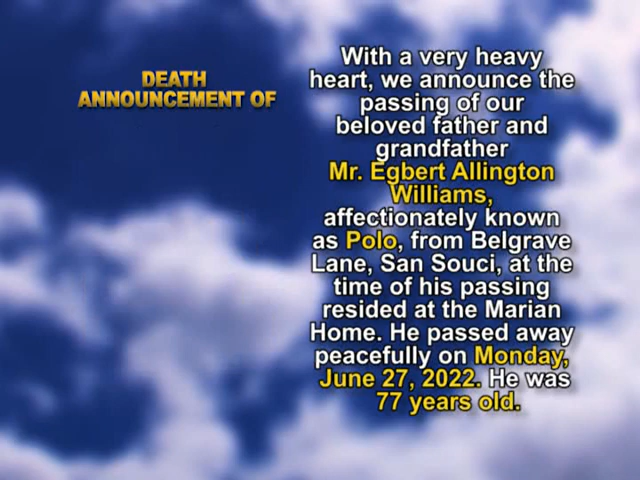 DEATH
ANNOUNCEMENT OF
With a very heavy
heart, we announce the
passing of our
beloved father and
grandfather
Mr. Egbert Allington
Williams,
affectionately known
as Polo, from Belgrave
Lane, San Souci, at the
time of his passing
resided at the Marian
Home. He passed away
peacefully on Monday,
June 27, 2022. He was
77 years old.